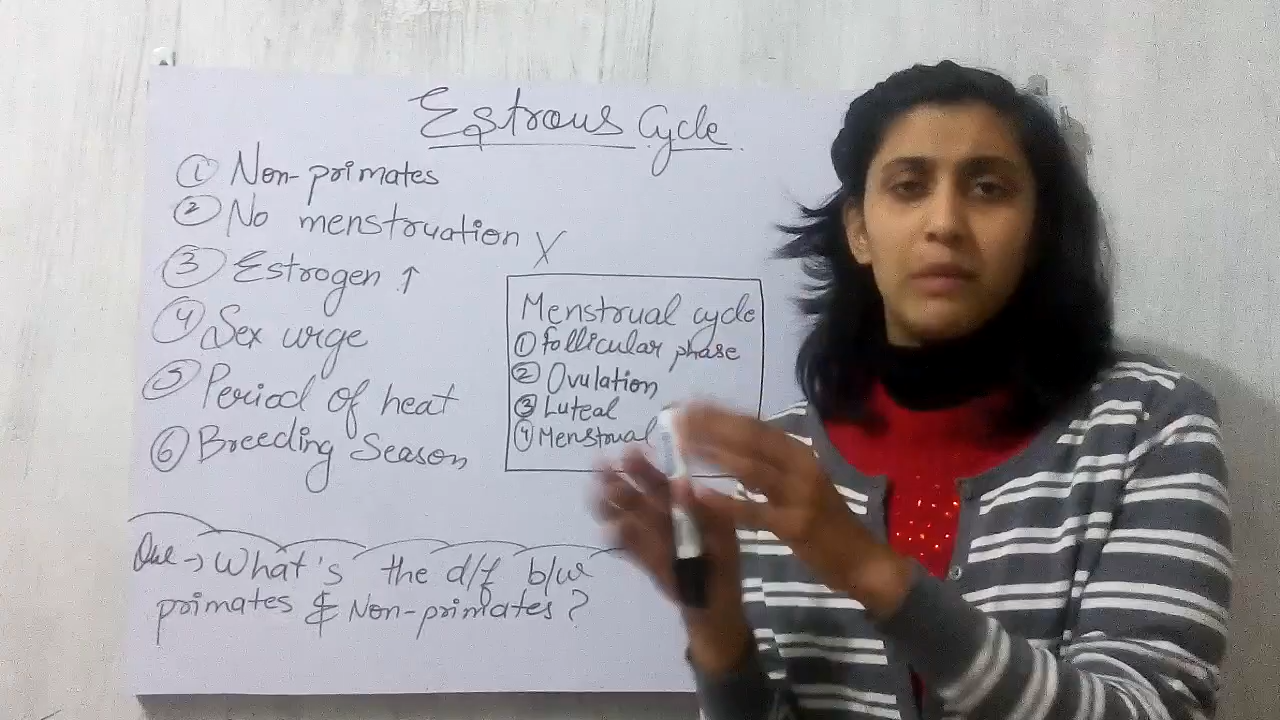 Estrous Cycle
① Non-primates
② No menstruation X
③ Estrogen ↑
④ Sex urge
⑤ Period of heat
⑥ Breeding Season
Menstrual cycle
① follicular phase
② Ovulation
③ Luteal
④ Menstrual
Que → What's the d/f b/w
primates & Non-primates?